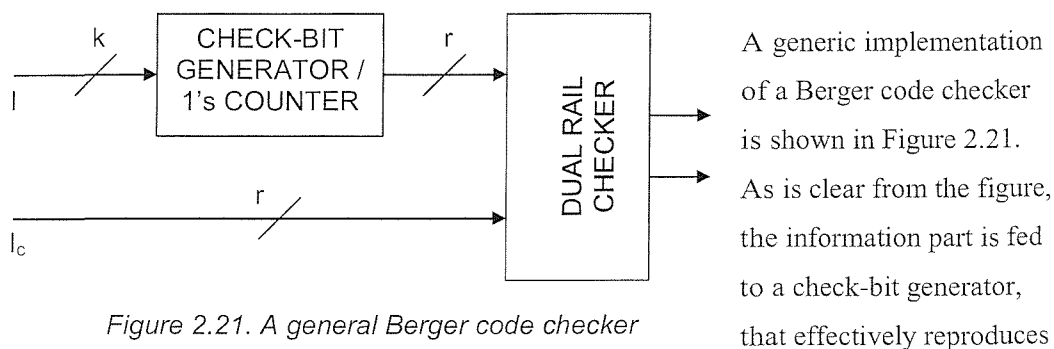 k
CHECK-BIT
GENERATOR /
1's COUNTER
r
I
r
I_c
DUAL RAIL
CHECKER
Figure 2.21. A general Berger code checker
A generic implementation
of a Berger code checker
is shown in Figure 2.21.
As is clear from the figure,
the information part is fed
to a check-bit generator,
that effectively reproduces